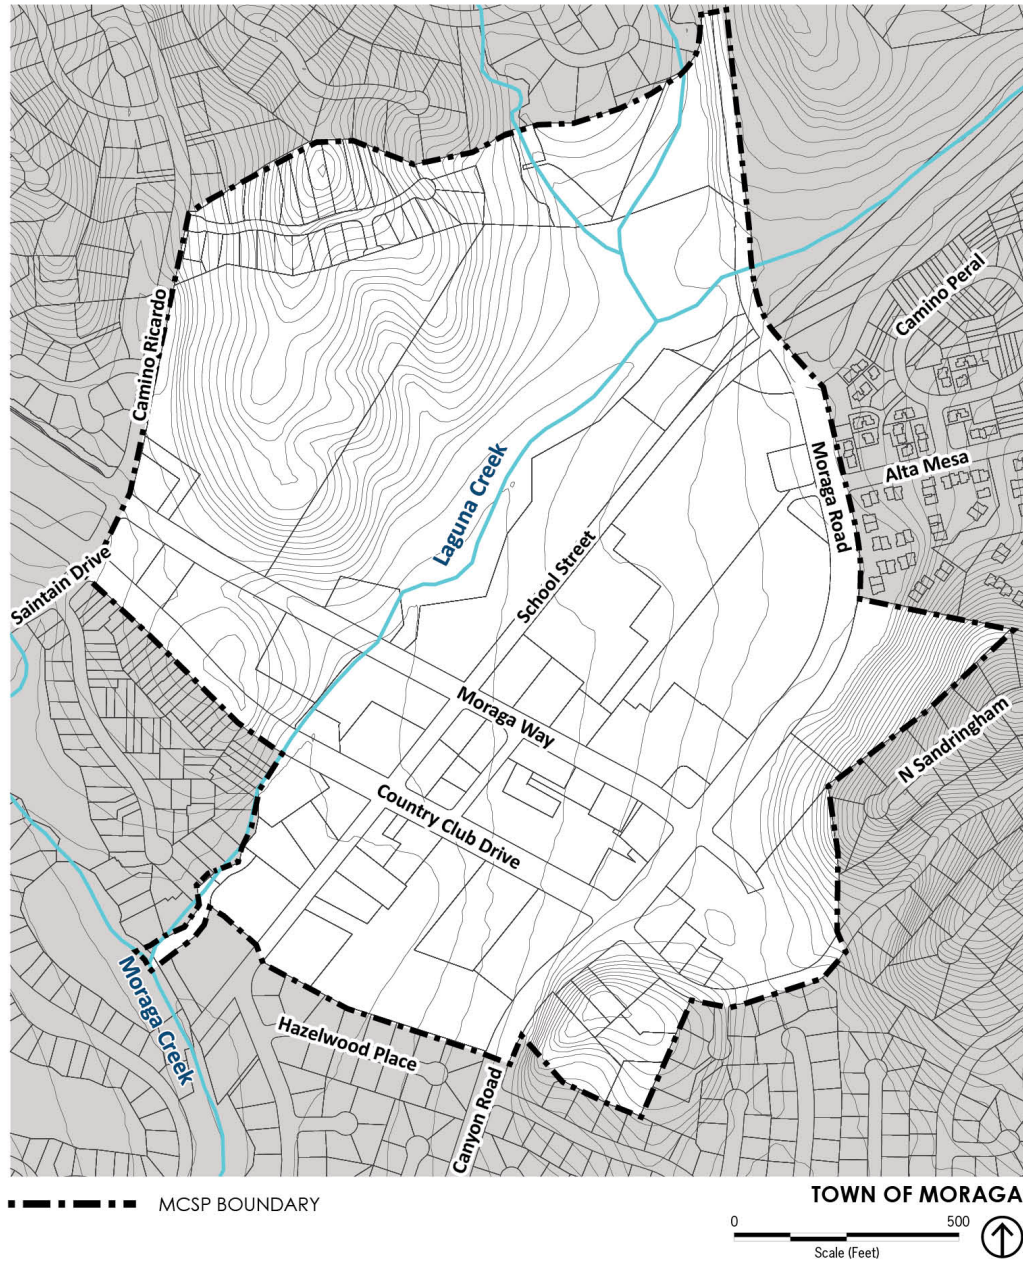 Camino Peral
Camino Ricardo
Alta Mesa
Moraga Road
Laguna Creek
School Street
Saintain Drive
Moraga Way
N Sandringham
Country Club Drive
Moraga Creek
Hazelwood Place
Canyon Road
MCSP BOUNDARY
TOWN OF MORAGA
0 500
Scale (Feet)